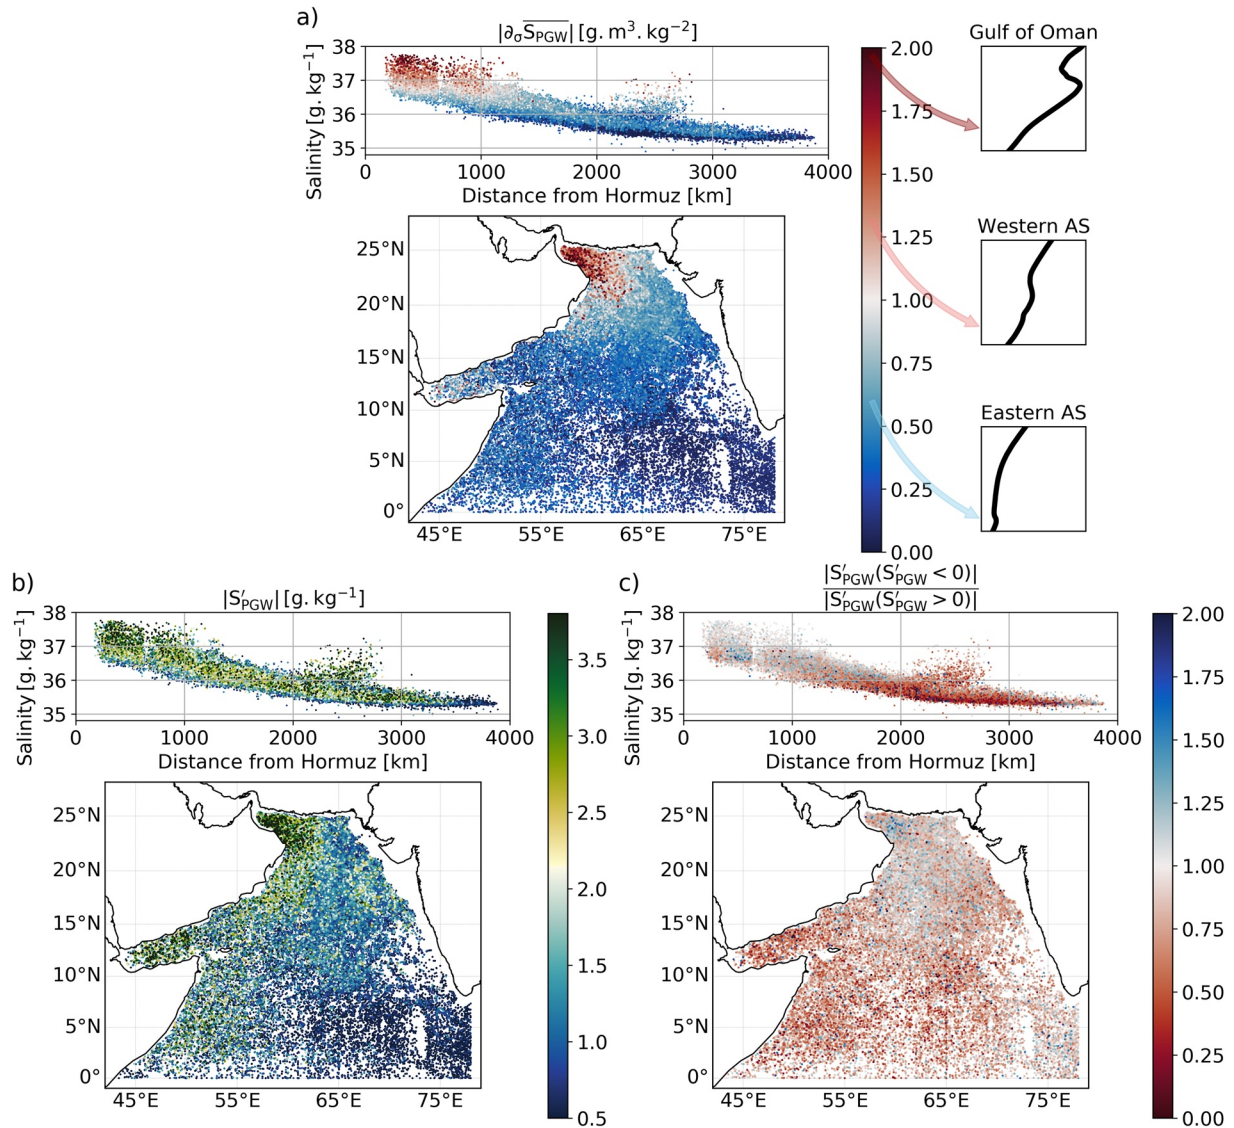 a)
|∂σS̅P̅G̅W̅| [g. m³. kg⁻²]
38
37
36
35
Salinity [g. kg⁻¹]
0
1000
2000
3000
4000
Distance from Hormuz [km]
25°N
20°N
15°N
10°N
5°N
0°
45°E
55°E
65°E
75°E
2.00
1.75
1.50
1.25
1.00
0.75
0.50
0.25
0.00
Gulf of Oman
Western AS
Eastern AS
b)
|S′PGW| [g. kg⁻¹]
38
37
36
35
Salinity [g. kg⁻¹]
0
1000
2000
3000
4000
Distance from Hormuz [km]
25°N
20°N
15°N
10°N
5°N
0°
45°E
55°E
65°E
75°E
3.5
3.0
2.5
2.0
1.5
1.0
0.5
c)
|S′PGW(S′PGW < 0)|
|S′PGW(S′PGW > 0)|
38
37
36
35
Salinity [g. kg⁻¹]
0
1000
2000
3000
4000
Distance from Hormuz [km]
25°N
20°N
15°N
10°N
5°N
0°
45°E
55°E
65°E
75°E
2.00
1.75
1.50
1.25
1.00
0.75
0.50
0.25
0.00